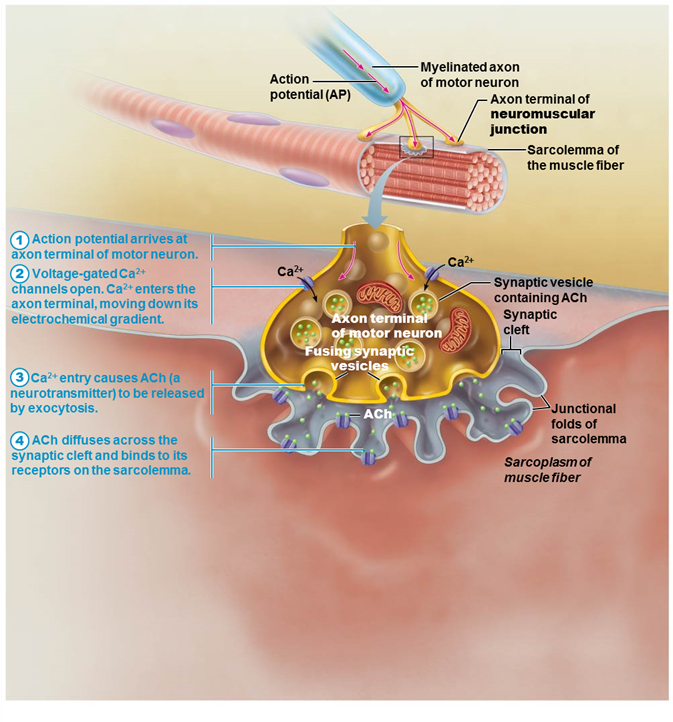 Myelinated axon
of motor neuron
Action
potential (AP)
Axon terminal of
neuromuscular
junction
Sarcolemma of
the muscle fiber
1 Action potential arrives at
axon terminal of motor neuron.
2 Voltage-gated Ca2+
channels open. Ca2+ enters the
axon terminal, moving down its
electrochemical gradient.
Ca2+
Ca2+
Synaptic vesicle
containing ACh
Axon terminal
of motor neuron
Synaptic
cleft
Fusing synaptic
vesicles
3 Ca2+ entry causes ACh (a
neurotransmitter) to be released
by exocytosis.
ACh
Junctional
folds of
sarcolemma
4 ACh diffuses across the
synaptic cleft and binds to its
receptors on the sarcolemma.
Sarcoplasm of
muscle fiber